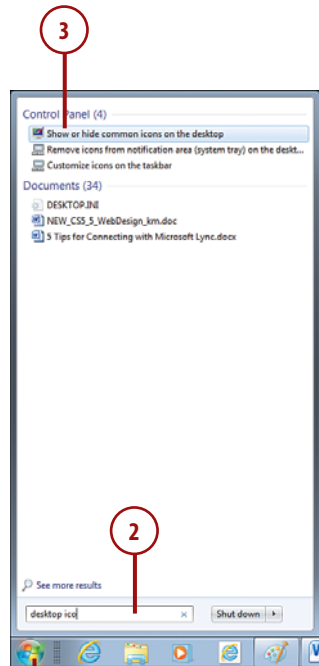 3
Control Panel (4)
Show or hide common icons on the desktop
Remove icons from notification area (system tray) on the deskt...
Customize icons on the taskbar
Documents (34)
DESKTOP.INI
NEW_CS5_5_WebDesign_km.doc
5 Tips for Connecting with Microsoft Lync.docx
2
See more results
desktop ico
Shut down
W